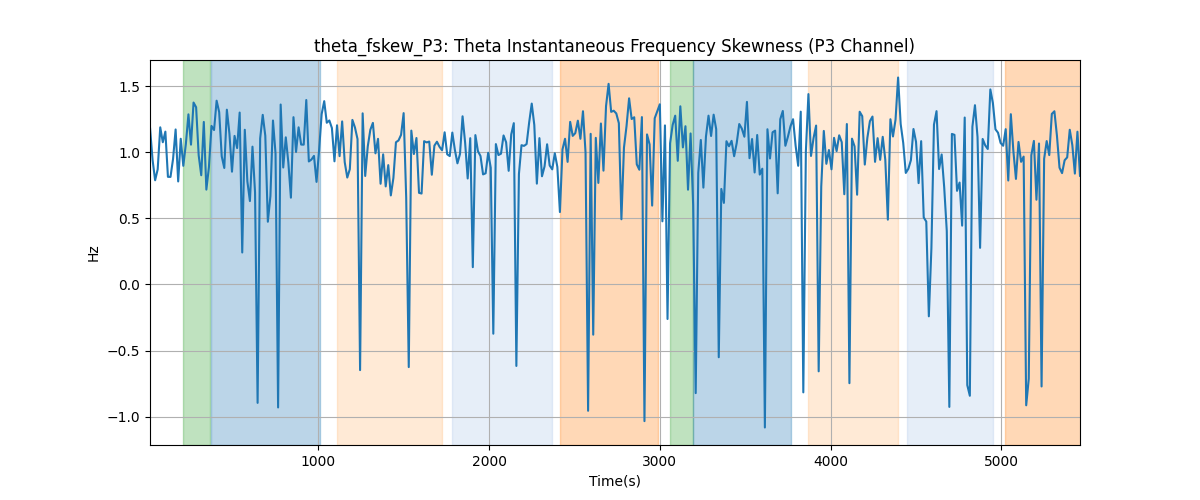 theta_fskew_P3: Theta Instantaneous Frequency Skewness (P3 Channel)
1.5
1.0
0.5
0.0
−0.5
−1.0
Hz
1000 2000 3000 4000 5000
Time(s)